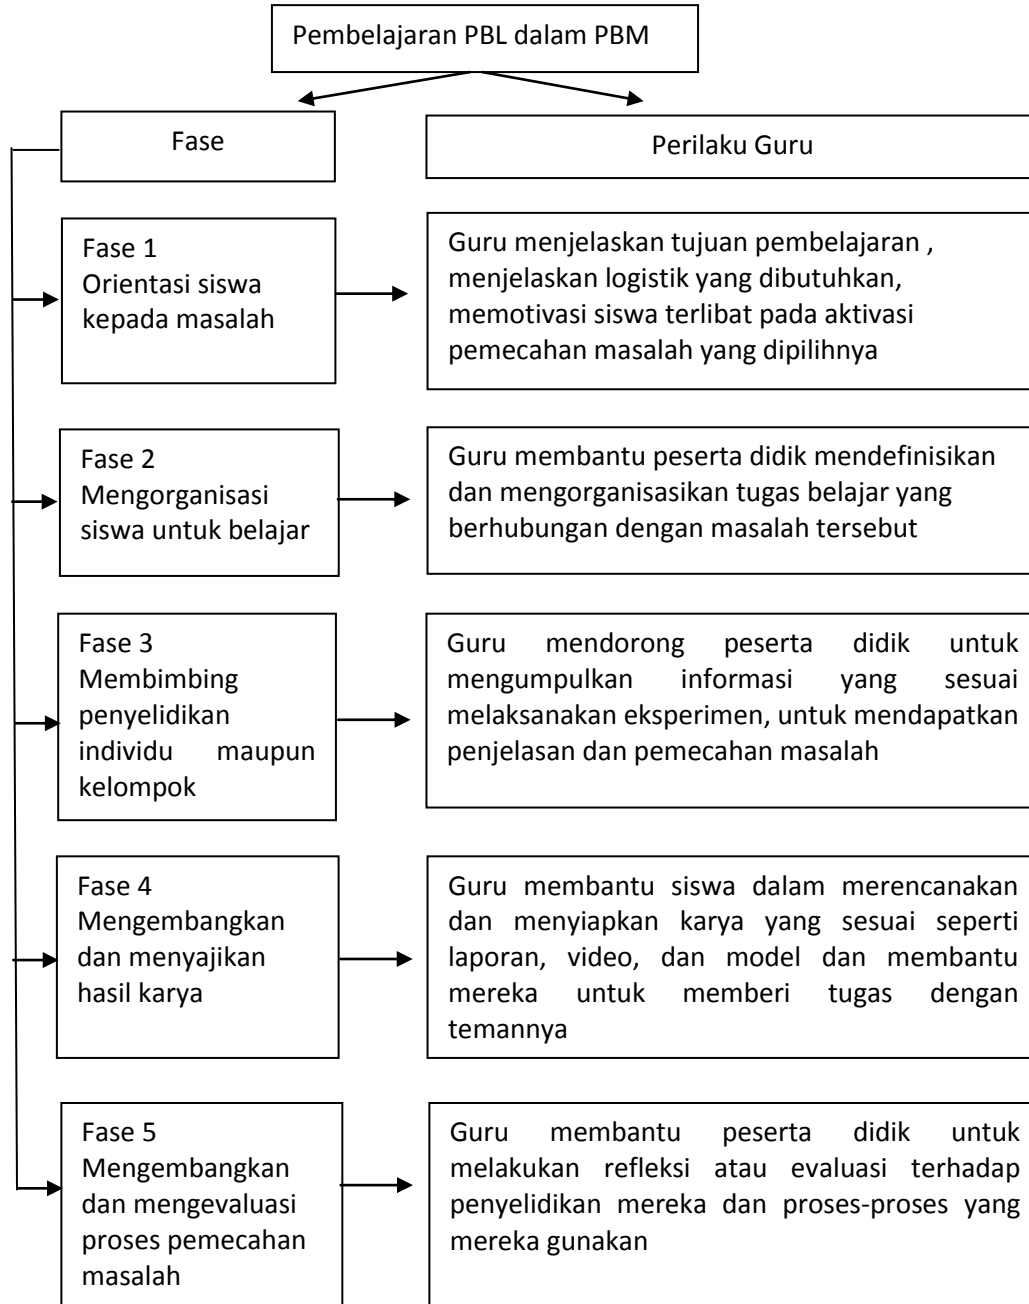 Pembelajaran PBL dalam PBM
Fase
Perilaku Guru
Fase 1
Orientasi siswa
kepada masalah
Guru menjelaskan tujuan pembelajaran ,
menjelaskan logistik yang dibutuhkan,
memotivasi siswa terlibat pada aktivasi
pemecahan masalah yang dipilihnya
Fase 2
Mengorganisasi
siswa untuk belajar
Guru membantu peserta didik mendefinisikan
dan mengorganisasikan tugas belajar yang
berhubungan dengan masalah tersebut
Fase 3
Membimbing
penyelidikan
individu maupun
kelompok
Guru mendorong peserta didik untuk
mengumpulkan informasi yang sesuai
melaksanakan eksperimen, untuk mendapatkan
penjelasan dan pemecahan masalah
Fase 4
Mengembangkan
dan menyajikan
hasil karya
Guru membantu siswa dalam merencanakan
dan menyiapkan karya yang sesuai seperti
laporan, video, dan model dan membantu
mereka untuk memberi tugas dengan
temannya
Fase 5
Mengembangkan
dan mengevaluasi
proses pemecahan
masalah
Guru membantu peserta didik untuk
melakukan refleksi atau evaluasi terhadap
penyelidikan mereka dan proses-proses yang
mereka gunakan